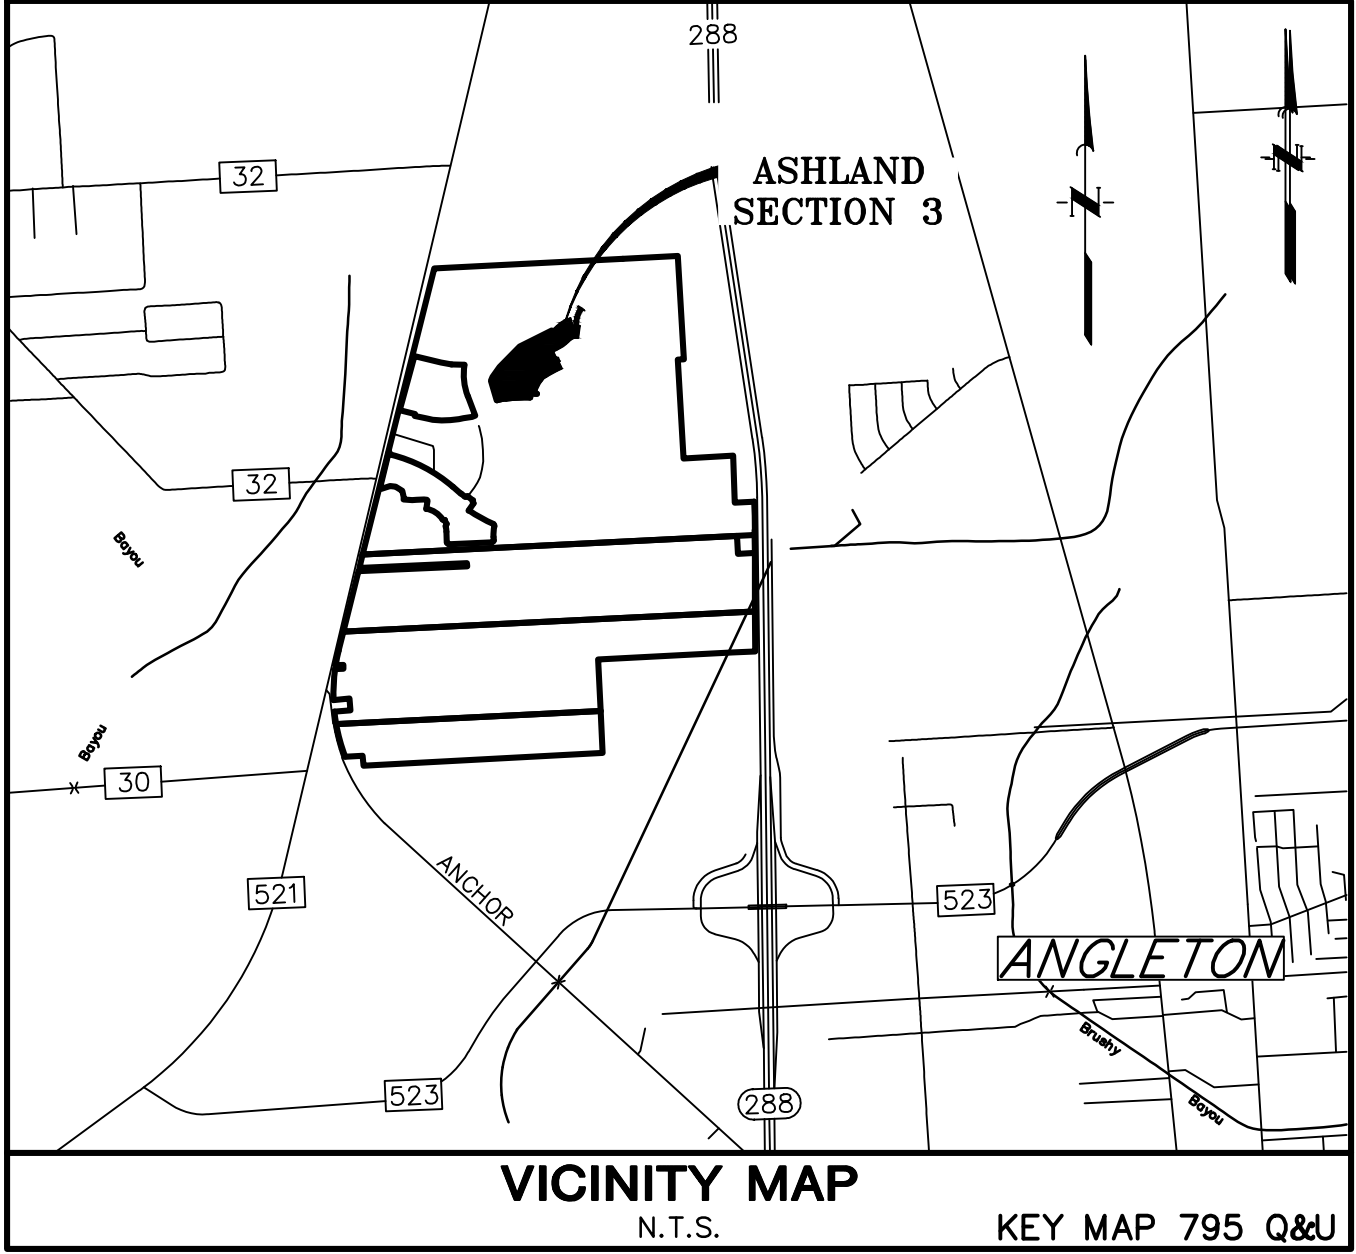 288
ASHLAND
SECTION 3
N
N
32
32
Bayou
Bayou
30
521
ANCHOR
523
ANGLETON
Brushy
523
288
Bayou
VICINITY MAP
N.T.S.
KEY MAP 795 Q&U